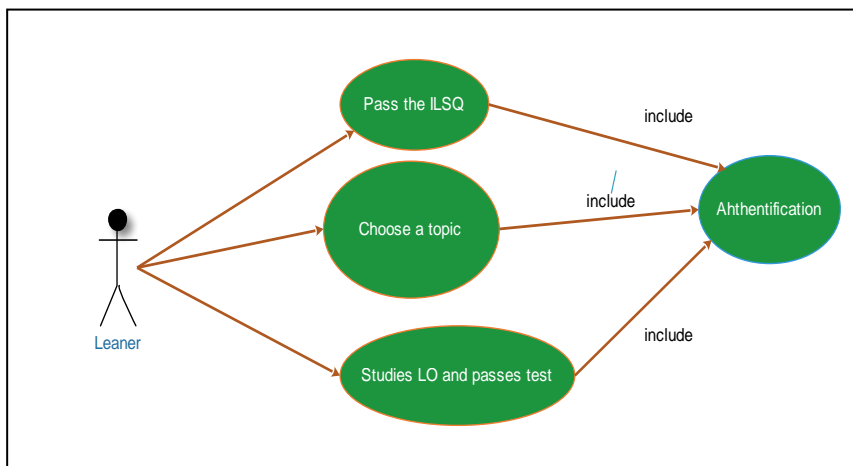 Pass the ILSQ
include
include
Choose a topic
Ahthentification
Leaner
include
Studies LO and passes test